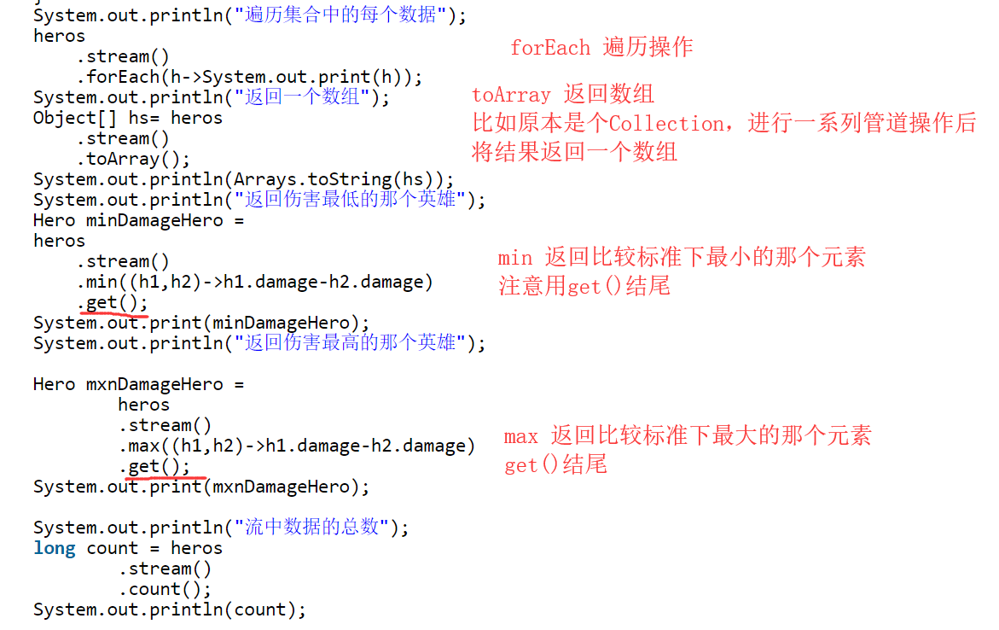 System.out.println("遍历集合中的每个数据");
heros
forEach 遍历操作
.stream()
.forEach(h->System.out.print(h));
System.out.println("返回一个数组");
toArray 返回数组
Object[] hs= heros
比如原本是个Collection，进行一系列管道操作后
.stream()
将结果返回一个数组
.toArray();
System.out.println(Arrays.toString(hs));
System.out.println("返回伤害最低的那个英雄");
Hero minDamageHero =
heros
min 返回比较标准下最小的那个元素
.stream()
.min((h1,h2)->h1.damage-h2.damage)
注意用get()结尾
.get();
System.out.print(minDamageHero);
System.out.println("返回伤害最高的那个英雄");
Hero mxnDamageHero =
heros
.stream()
max 返回比较标准下最大的那个元素
.max((h1,h2)->h1.damage-h2.damage)
get()结尾
.get();
System.out.print(mxnDamageHero);
System.out.println("流中数据的总数");
long count = heros
.stream()
.count();
System.out.println(count);